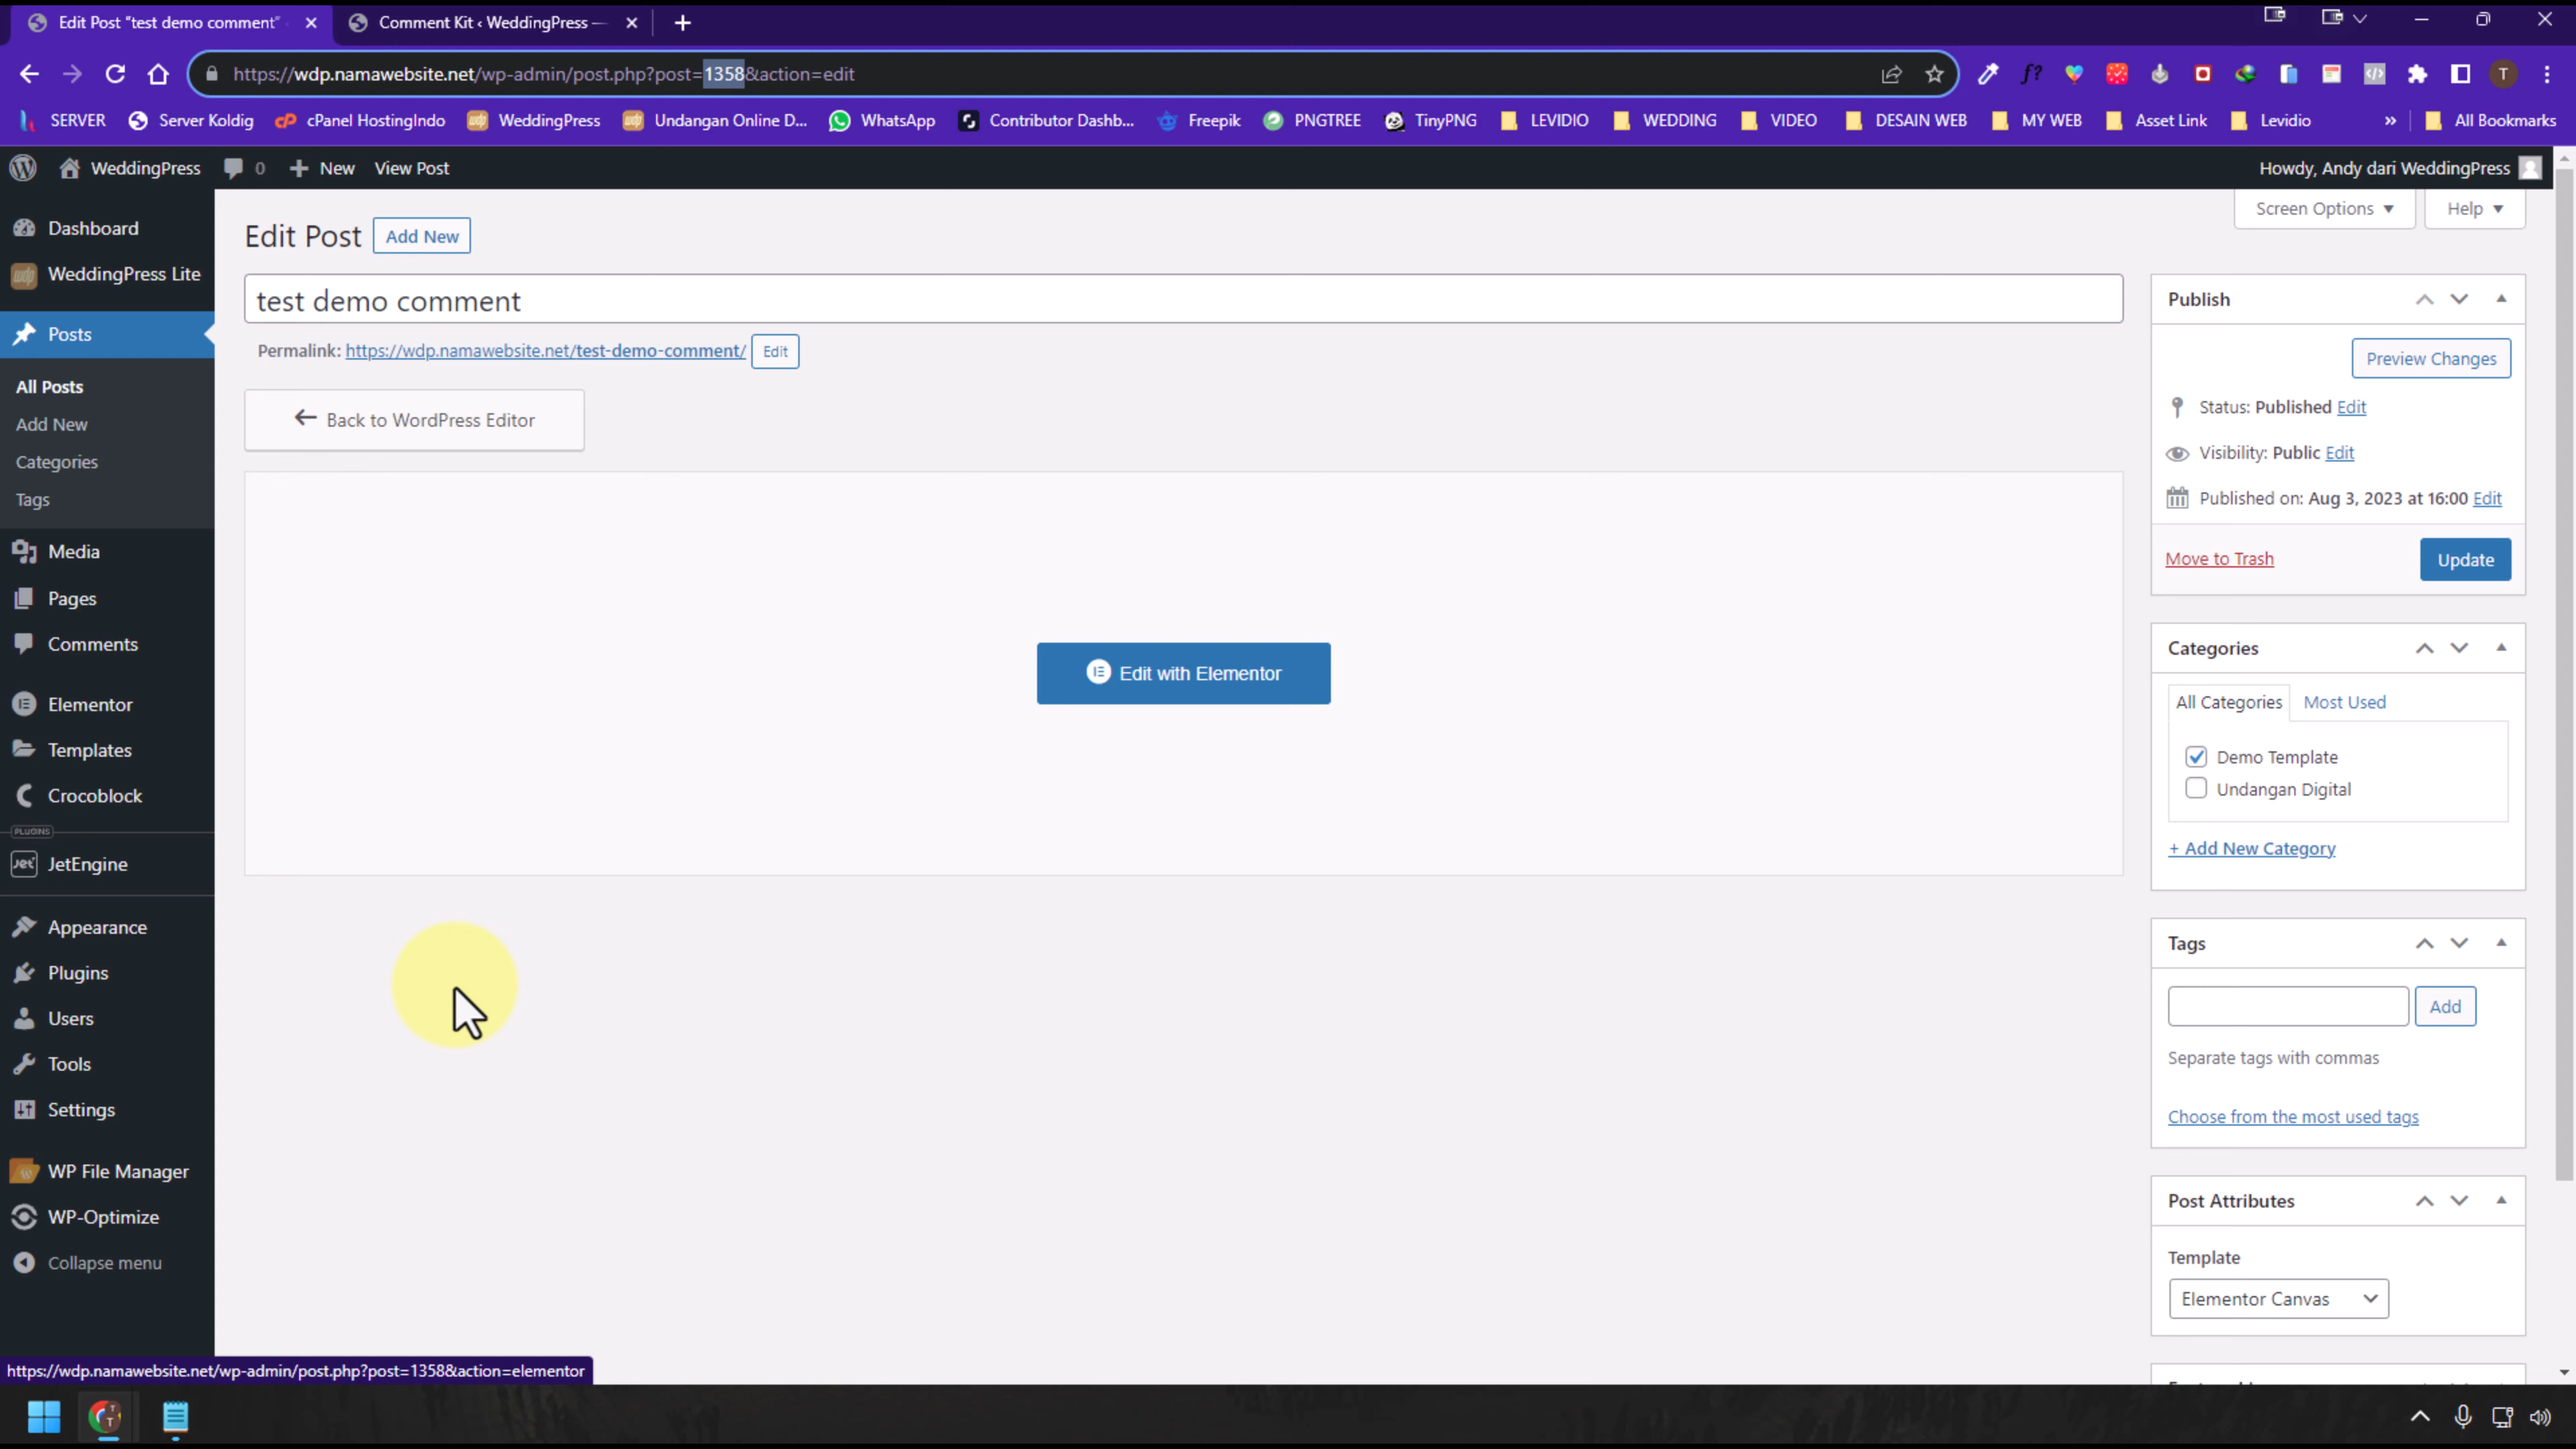 Edit Post “test demo comment”
Comment Kit ‹ WeddingPress —
https://wdp.namawebsite.net/wp-admin/post.php?post=1358&action=edit
SERVER
Server Koldig
cPanel HostingIndo
WeddingPress
Undangan Online D...
WhatsApp
Contributor Dashb...
Freepik
PNGTREE
TinyPNG
LEVIDIO
WEDDING
VIDEO
DESAIN WEB
MY WEB
Asset Link
Levidio
»
All Bookmarks
WeddingPress
0
New
View Post
Howdy, Andy dari WeddingPress
Dashboard
WeddingPress Lite
Posts
All Posts
Add New
Categories
Tags
Media
Pages
Comments
Elementor
Templates
Crocoblock
PLUGINS
JetEngine
Appearance
Plugins
Users
Tools
Settings
WP File Manager
WP-Optimize
Collapse menu
Screen Options
Help
Edit Post
Add New
test demo comment
Permalink: https://wdp.namawebsite.net/test-demo-comment/
Edit
Back to WordPress Editor
Edit with Elementor
Publish
Preview Changes
Status: Published Edit
Visibility: Public Edit
Published on: Aug 3, 2023 at 16:00 Edit
Move to Trash
Update
Categories
All Categories
Most Used
Demo Template
Undangan Digital
+ Add New Category
Tags
Add
Separate tags with commas
Choose from the most used tags
Post Attributes
Template
Elementor Canvas
https://wdp.namawebsite.net/wp-admin/post.php?post=1358&action=elementor